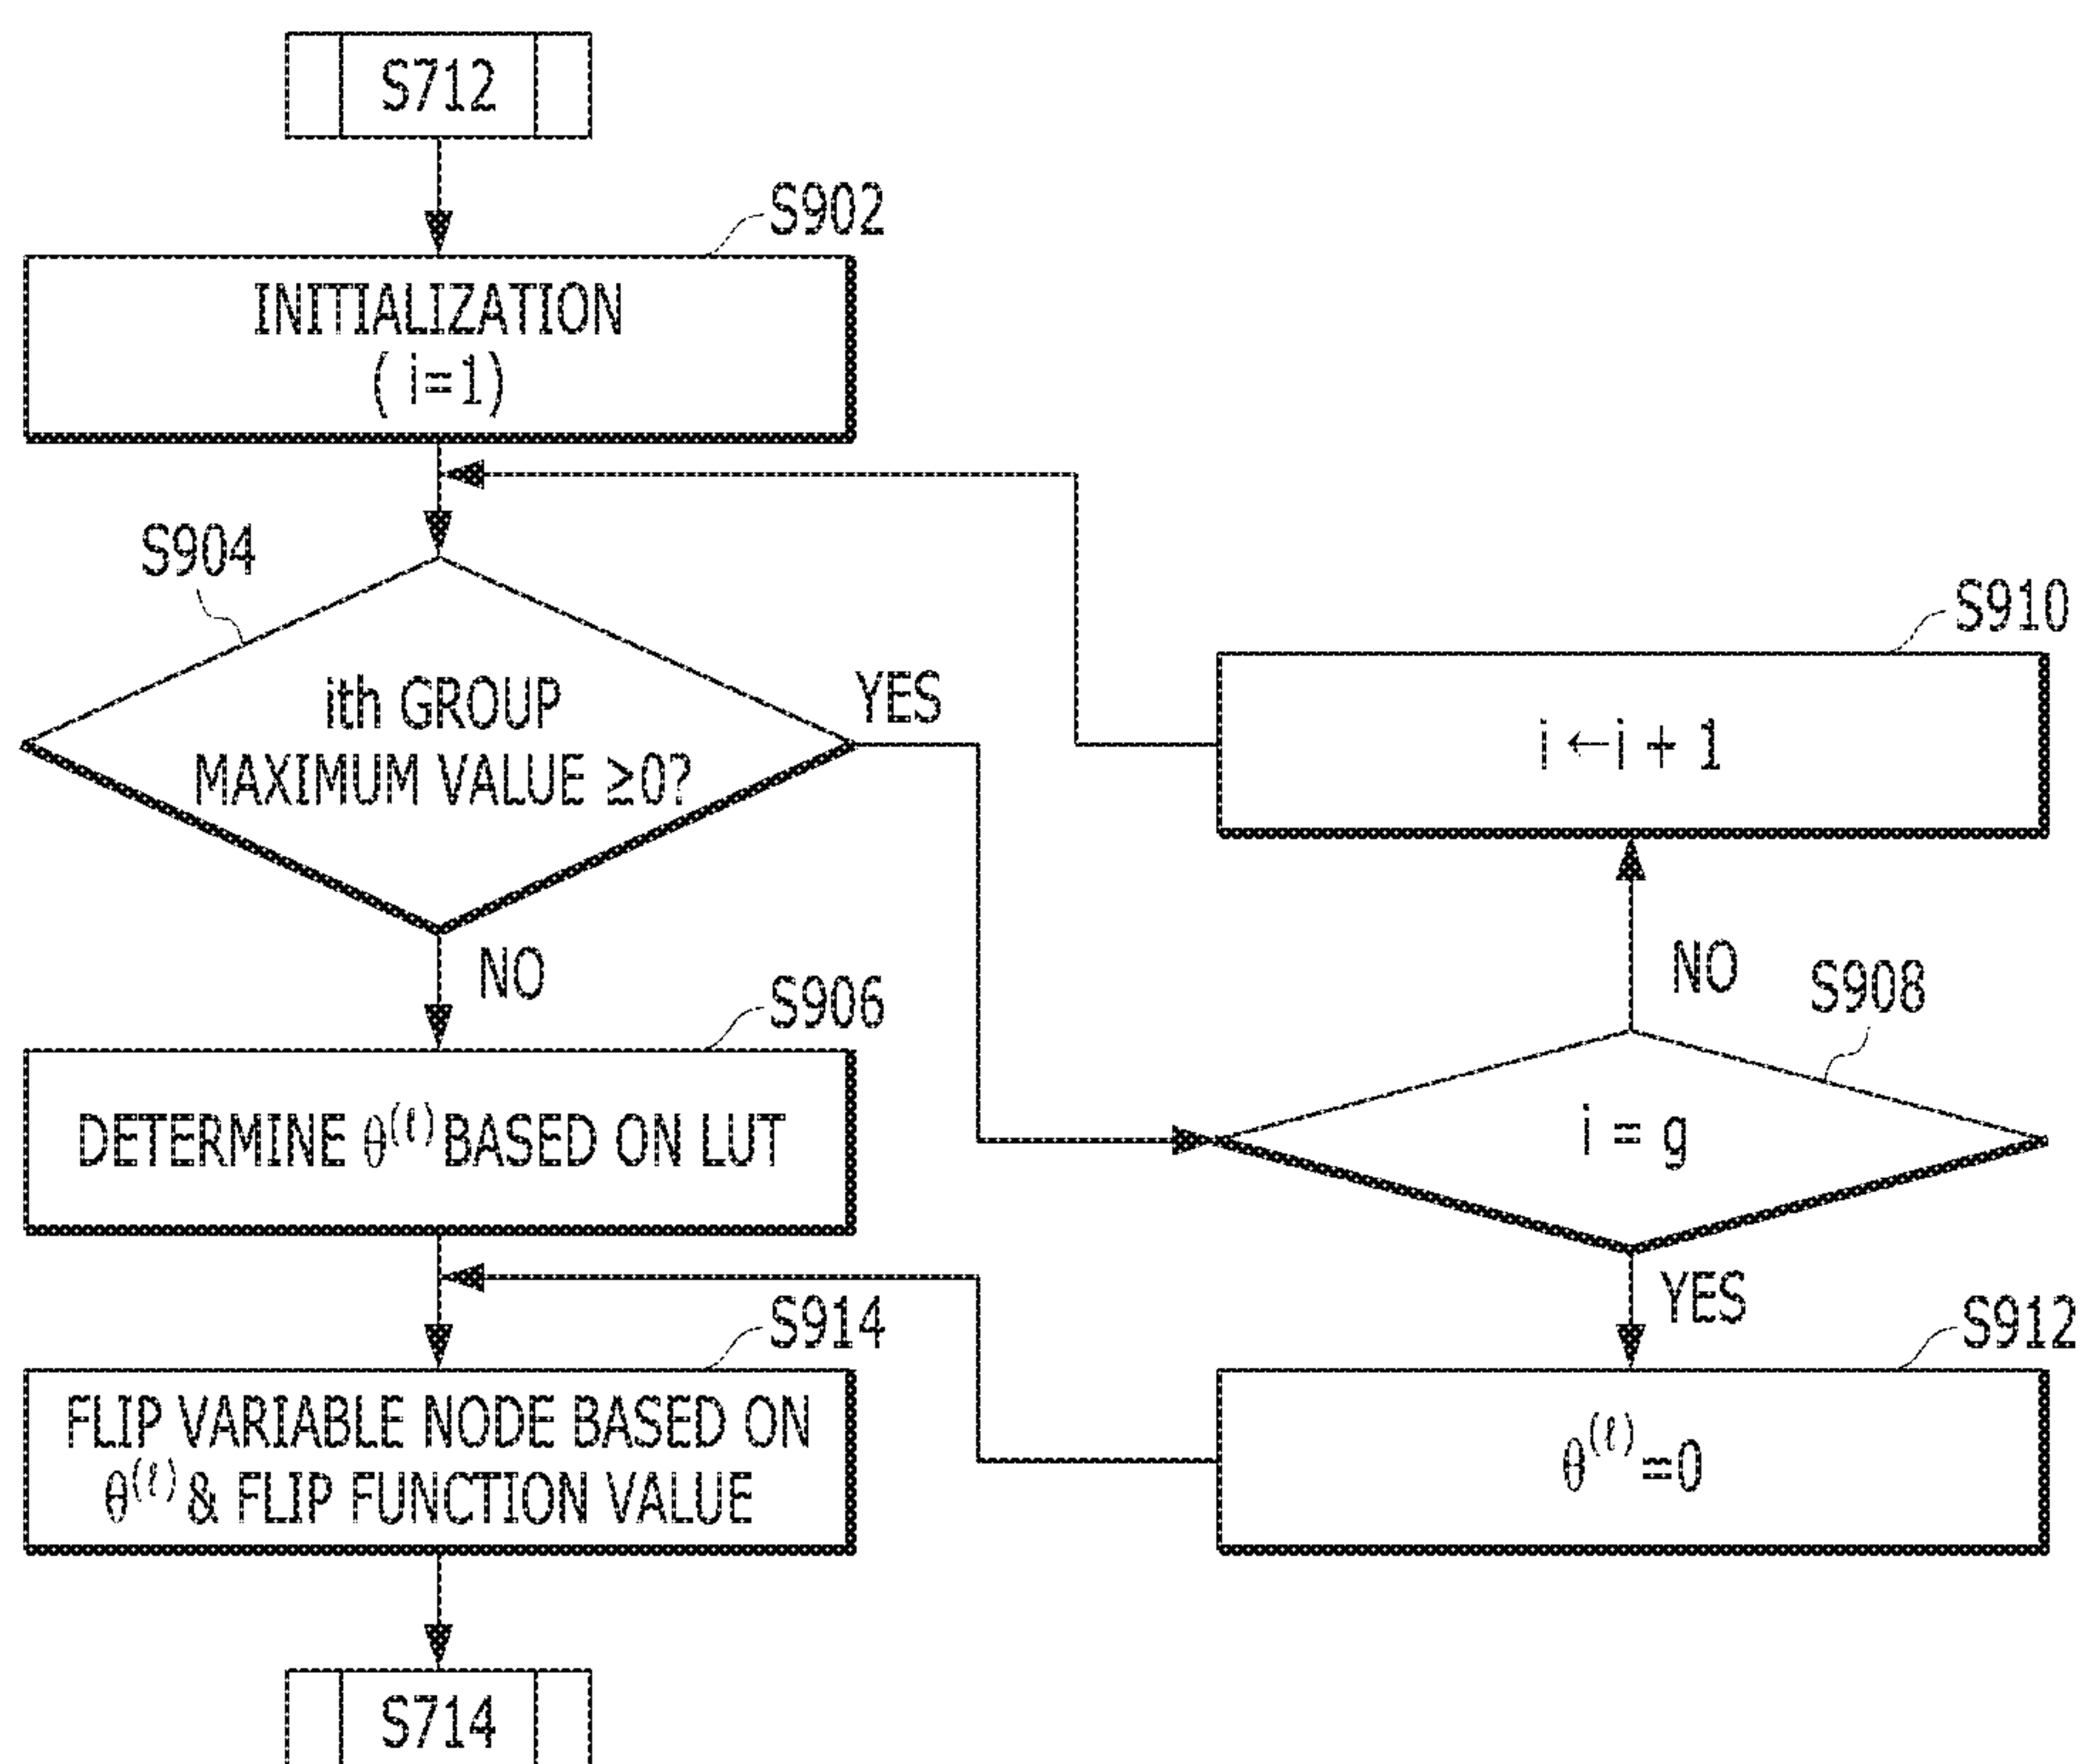 S712
S902
INITIALIZATION
( i=1)
S904
ith GROUP
MAXIMUM VALUE ≥0?
YES
NO
S910
i ←i + 1
NO
S908
i = g
YES
S906
DETERMINE θ^(ℓ) BASED ON LUT
S912
θ^(ℓ) =0
S914
FLIP VARIABLE NODE BASED ON
θ^(ℓ) & FLIP FUNCTION VALUE
S714